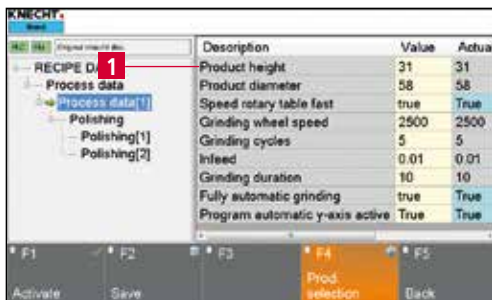 KNECHT.
RECIPE DA
Process data
Process data[1]
Polishing
Polishing[1]
Polishing[2]
1
Description Value Actua
Product height 31 31
Product diameter 58 58
Speed rotary table fast true True
Grinding wheel speed 2500 2500
Grinding cycles 5 5
Infeed 0.01 0.01
Grinding duration 10 10
Fully automatic grinding true True
Program automatic y-axis active True True
F1 F2 F3 F4 F5
Activate Save Prod. selection Back